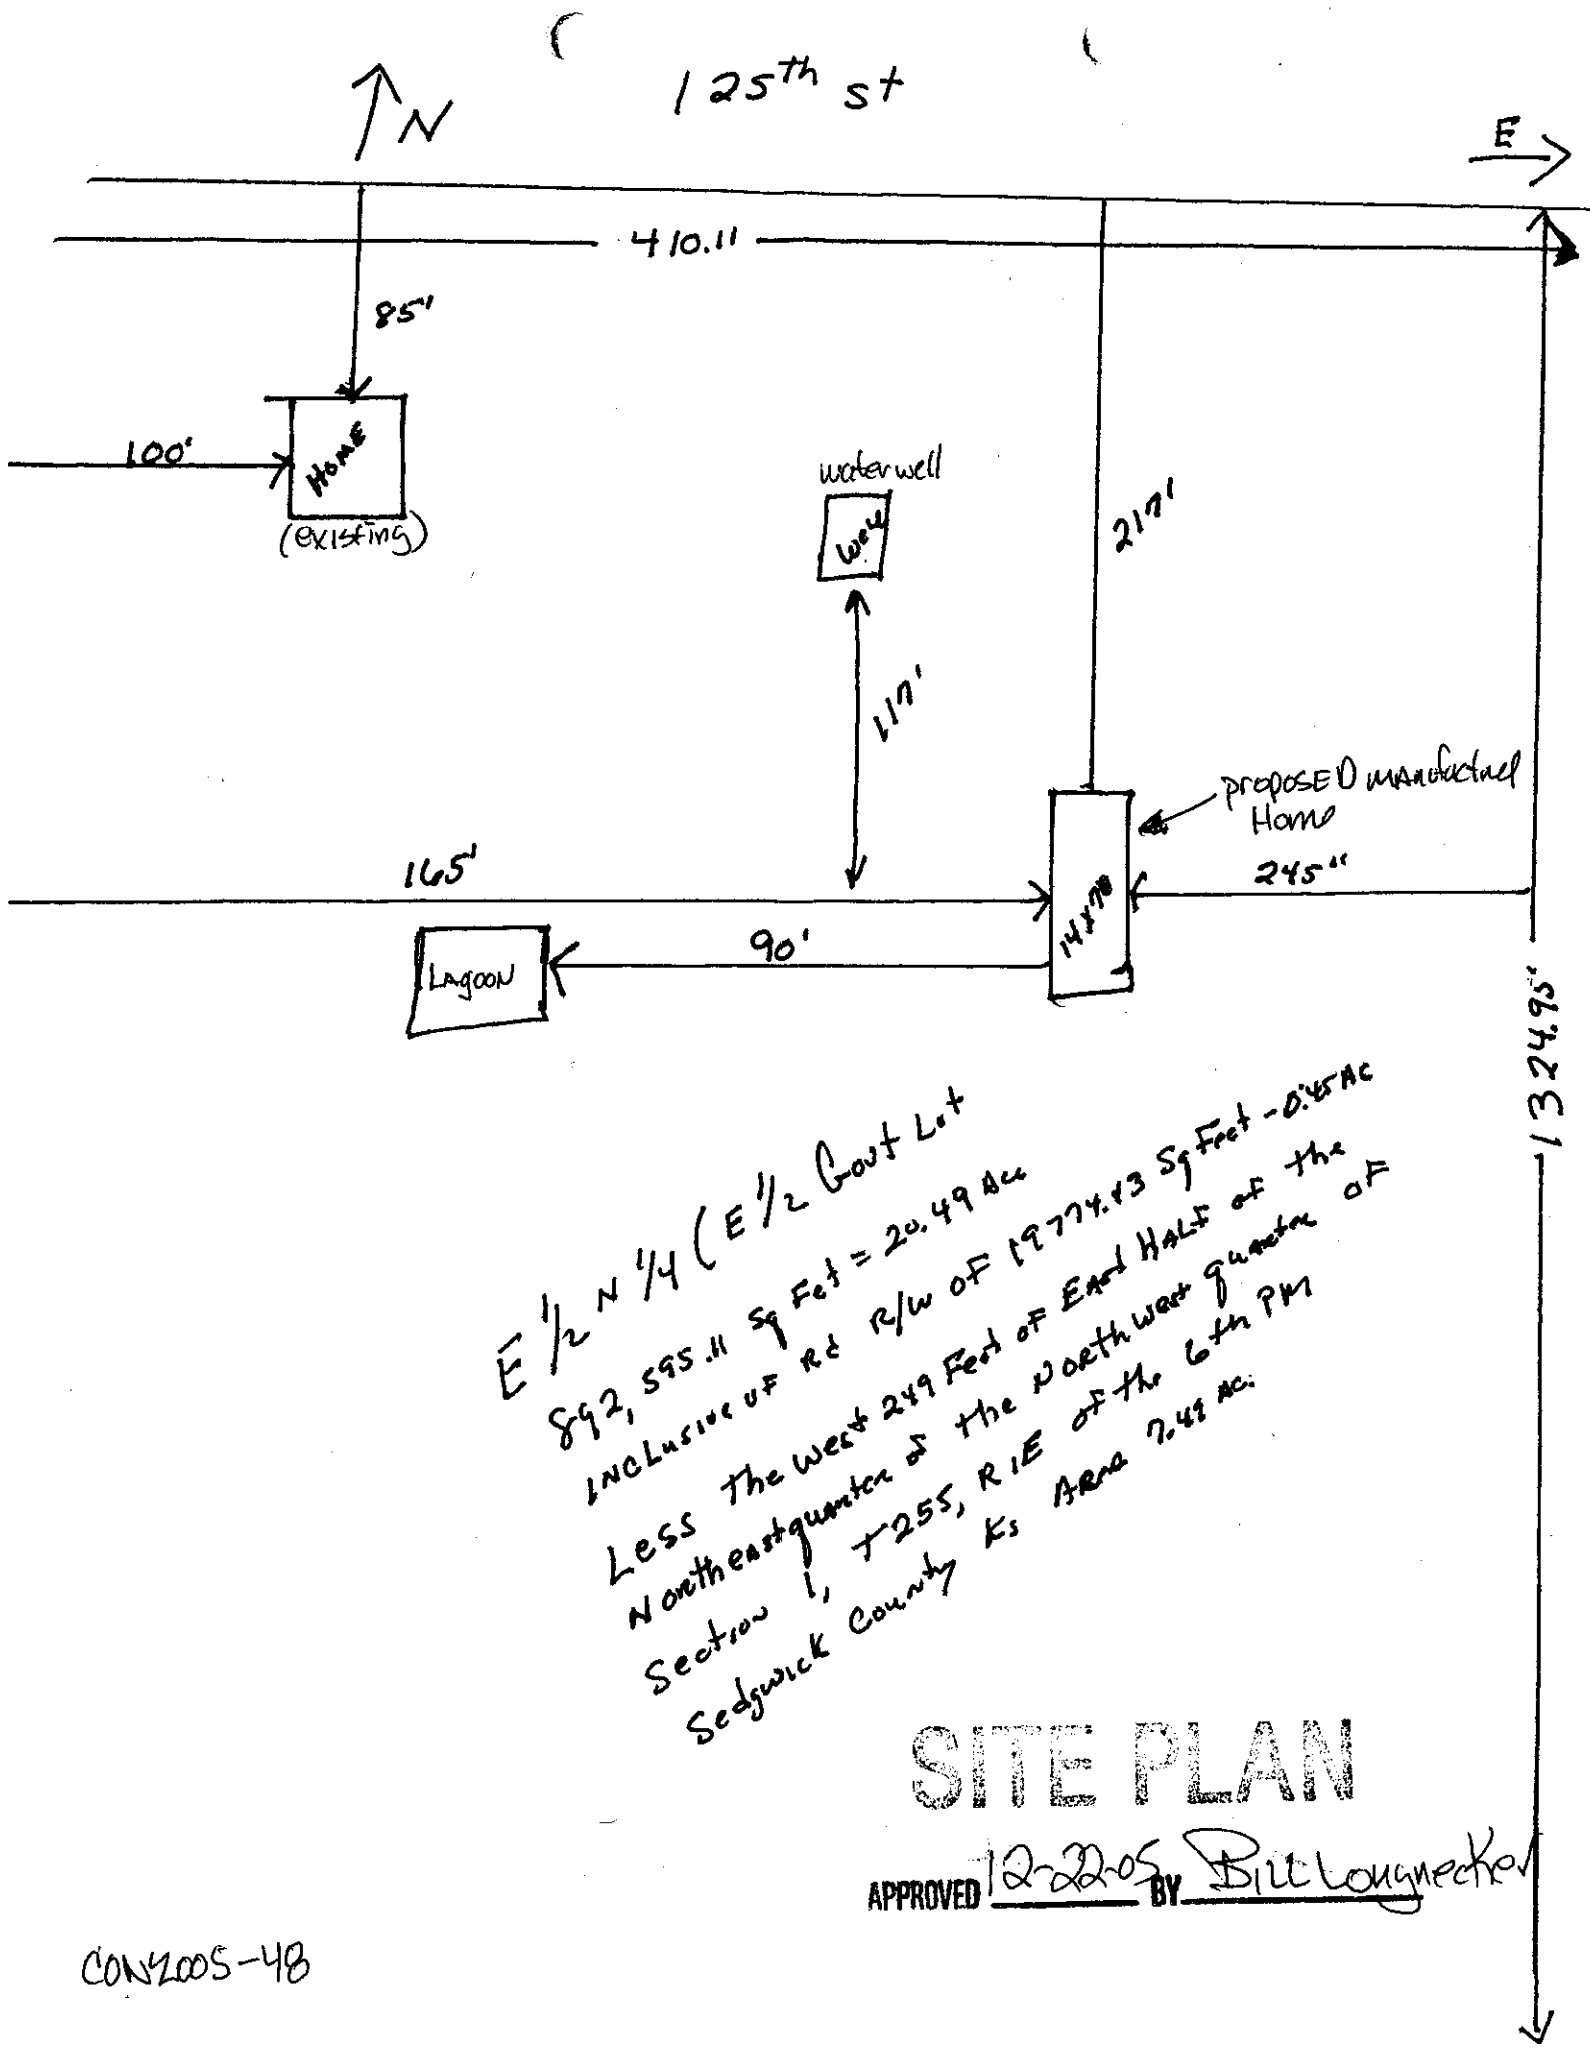 125th st
N
E
410.11
85'
100'
HOME
(existing)
waterwell
Well
217'
117'
proposED mANufactured
Home
165'
245"
14x70
90'
LAgooN
1324.95'
E 1/2 N 1/4 ( E 1/2 Govt Lot
892,595.11 Sq Feet = 20.49 Acc
INCLusive of Rd R/W OF 19774.43 Sq Feet - 0.45 Ac
Less The West 249 Feet of East HALF of the
Northeast quarter of the Northwest quarter of
Section 1, T25S, R1E of the 6th PM
Sedgwick County Ks 7.49 Ac.
SITE PLAN
APPROVED 12-22-05 BY Bill Longnecker
CON2005-48